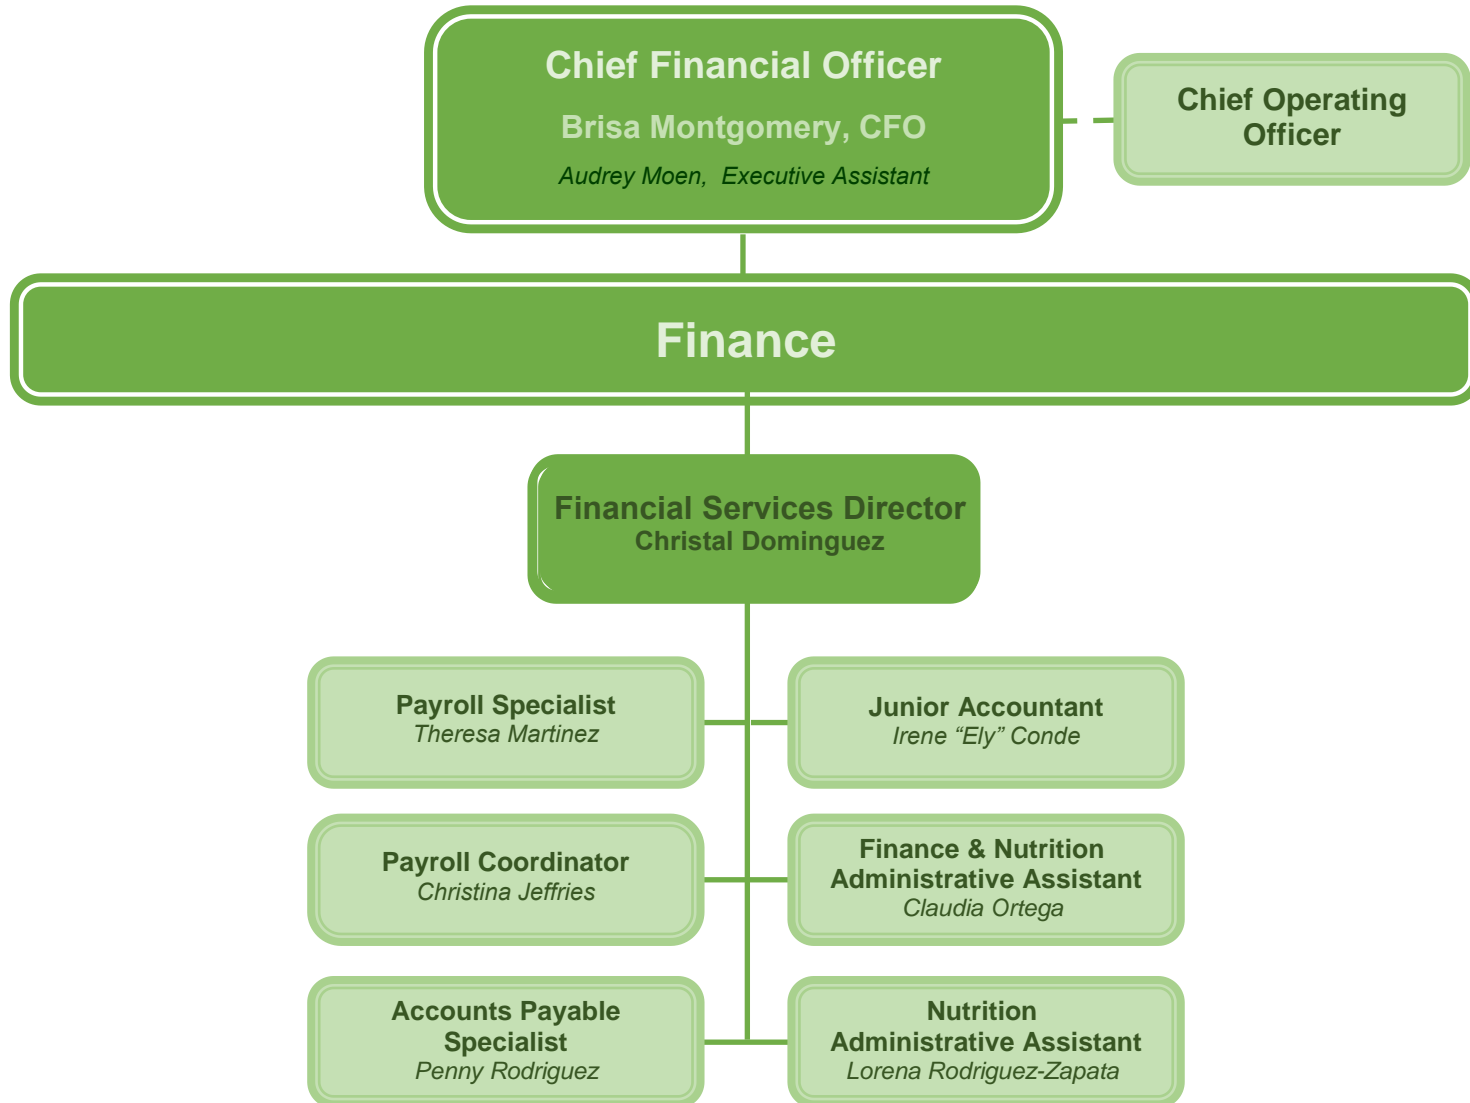 Chief Financial Officer
Brisa Montgomery, CFO
Audrey Moen, Executive Assistant
Chief Operating
Officer
Finance
Financial Services Director
Christal Dominguez
Payroll Specialist
Theresa Martinez
Junior Accountant
Irene “Ely” Conde
Payroll Coordinator
Christina Jeffries
Finance & Nutrition
Administrative Assistant
Claudia Ortega
Accounts Payable
Specialist
Penny Rodriguez
Nutrition
Administrative Assistant
Lorena Rodriguez-Zapata